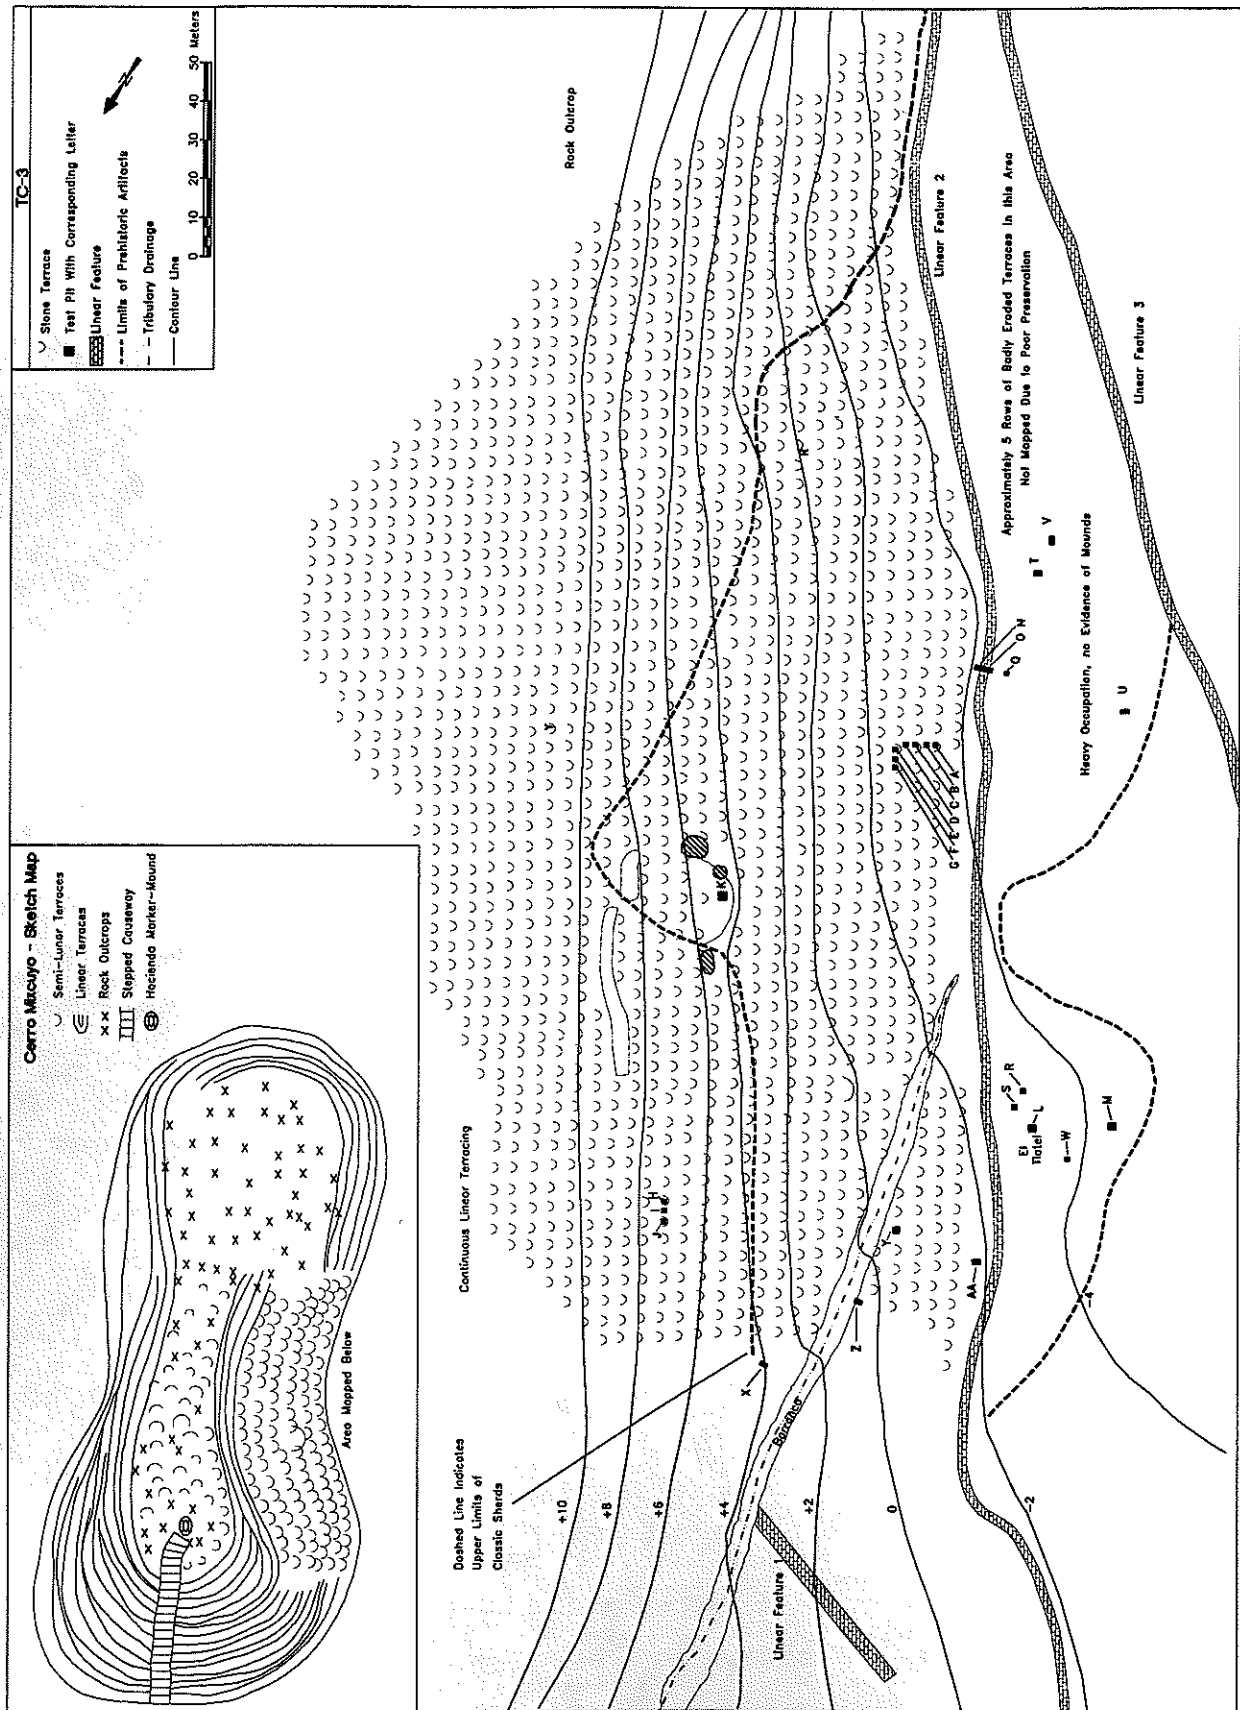 TC-3
Stone Terrace
Test Pit With Corresponding Letter
Linear Feature
Limits of Prehistoric Artifacts
Tributary Drainage
Contour Line
N
0 10 20 30 40 50 Meters
Cerro Mixcuyo - Sketch Map
Semi-Lunar Terraces
Linear Terraces
Rock Outcrops
Stepped Causeway
Hacienda Marker-Mound
Area Mapped Below
Dashed Line Indicates
Upper Limits of
Classic Sherds
Continuous Linear Terracing
Rock Outcrop
+10
+8
+6
+4
+2
0
-2
-4
Barranca
Linear Feature 1
Linear Feature 2
Linear Feature 3
Approximately 5 Rows of Badly Eroded Terraces in this Area
Not Mapped Due to Poor Preservation
Heavy Occupation, no Evidence of Mounds
El
Tlatel
X
Z
Y
AA
J I H
K
G F E D C B A
Q O N
T
V
U
S
R
L
W
M